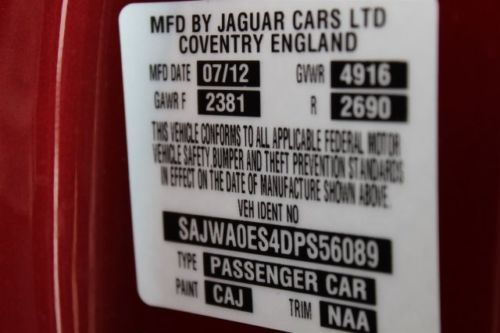 MFD BY JAGUAR CARS LTD
COVENTRY ENGLAND
MFD DATE 07/12 GVWR 4916
GAWR F 2381 R 2690
THIS VEHICLE CONFORMS TO ALL APPLICABLE FEDERAL MOTOR
VEHICLE SAFETY BUMPER AND THEFT PREVENTION STANDARDS
IN EFFECT ON THE DATE OF MANUFACTURE SHOWN ABOVE.
VEH IDENT NO
SAJWA0ES4DPS56089
TYPE PASSENGER CAR
PAINT CAJ TRIM NAA